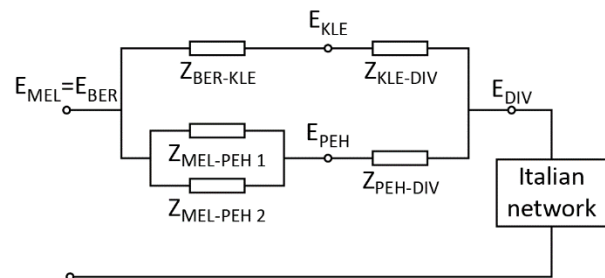 E_KLE
Z_BER-KLE
Z_KLE-DIV
E_MEL=E_BER
E_DIV
E_PEH
Z_MEL-PEH 1
Z_PEH-DIV
Z_MEL-PEH 2
Italian
network